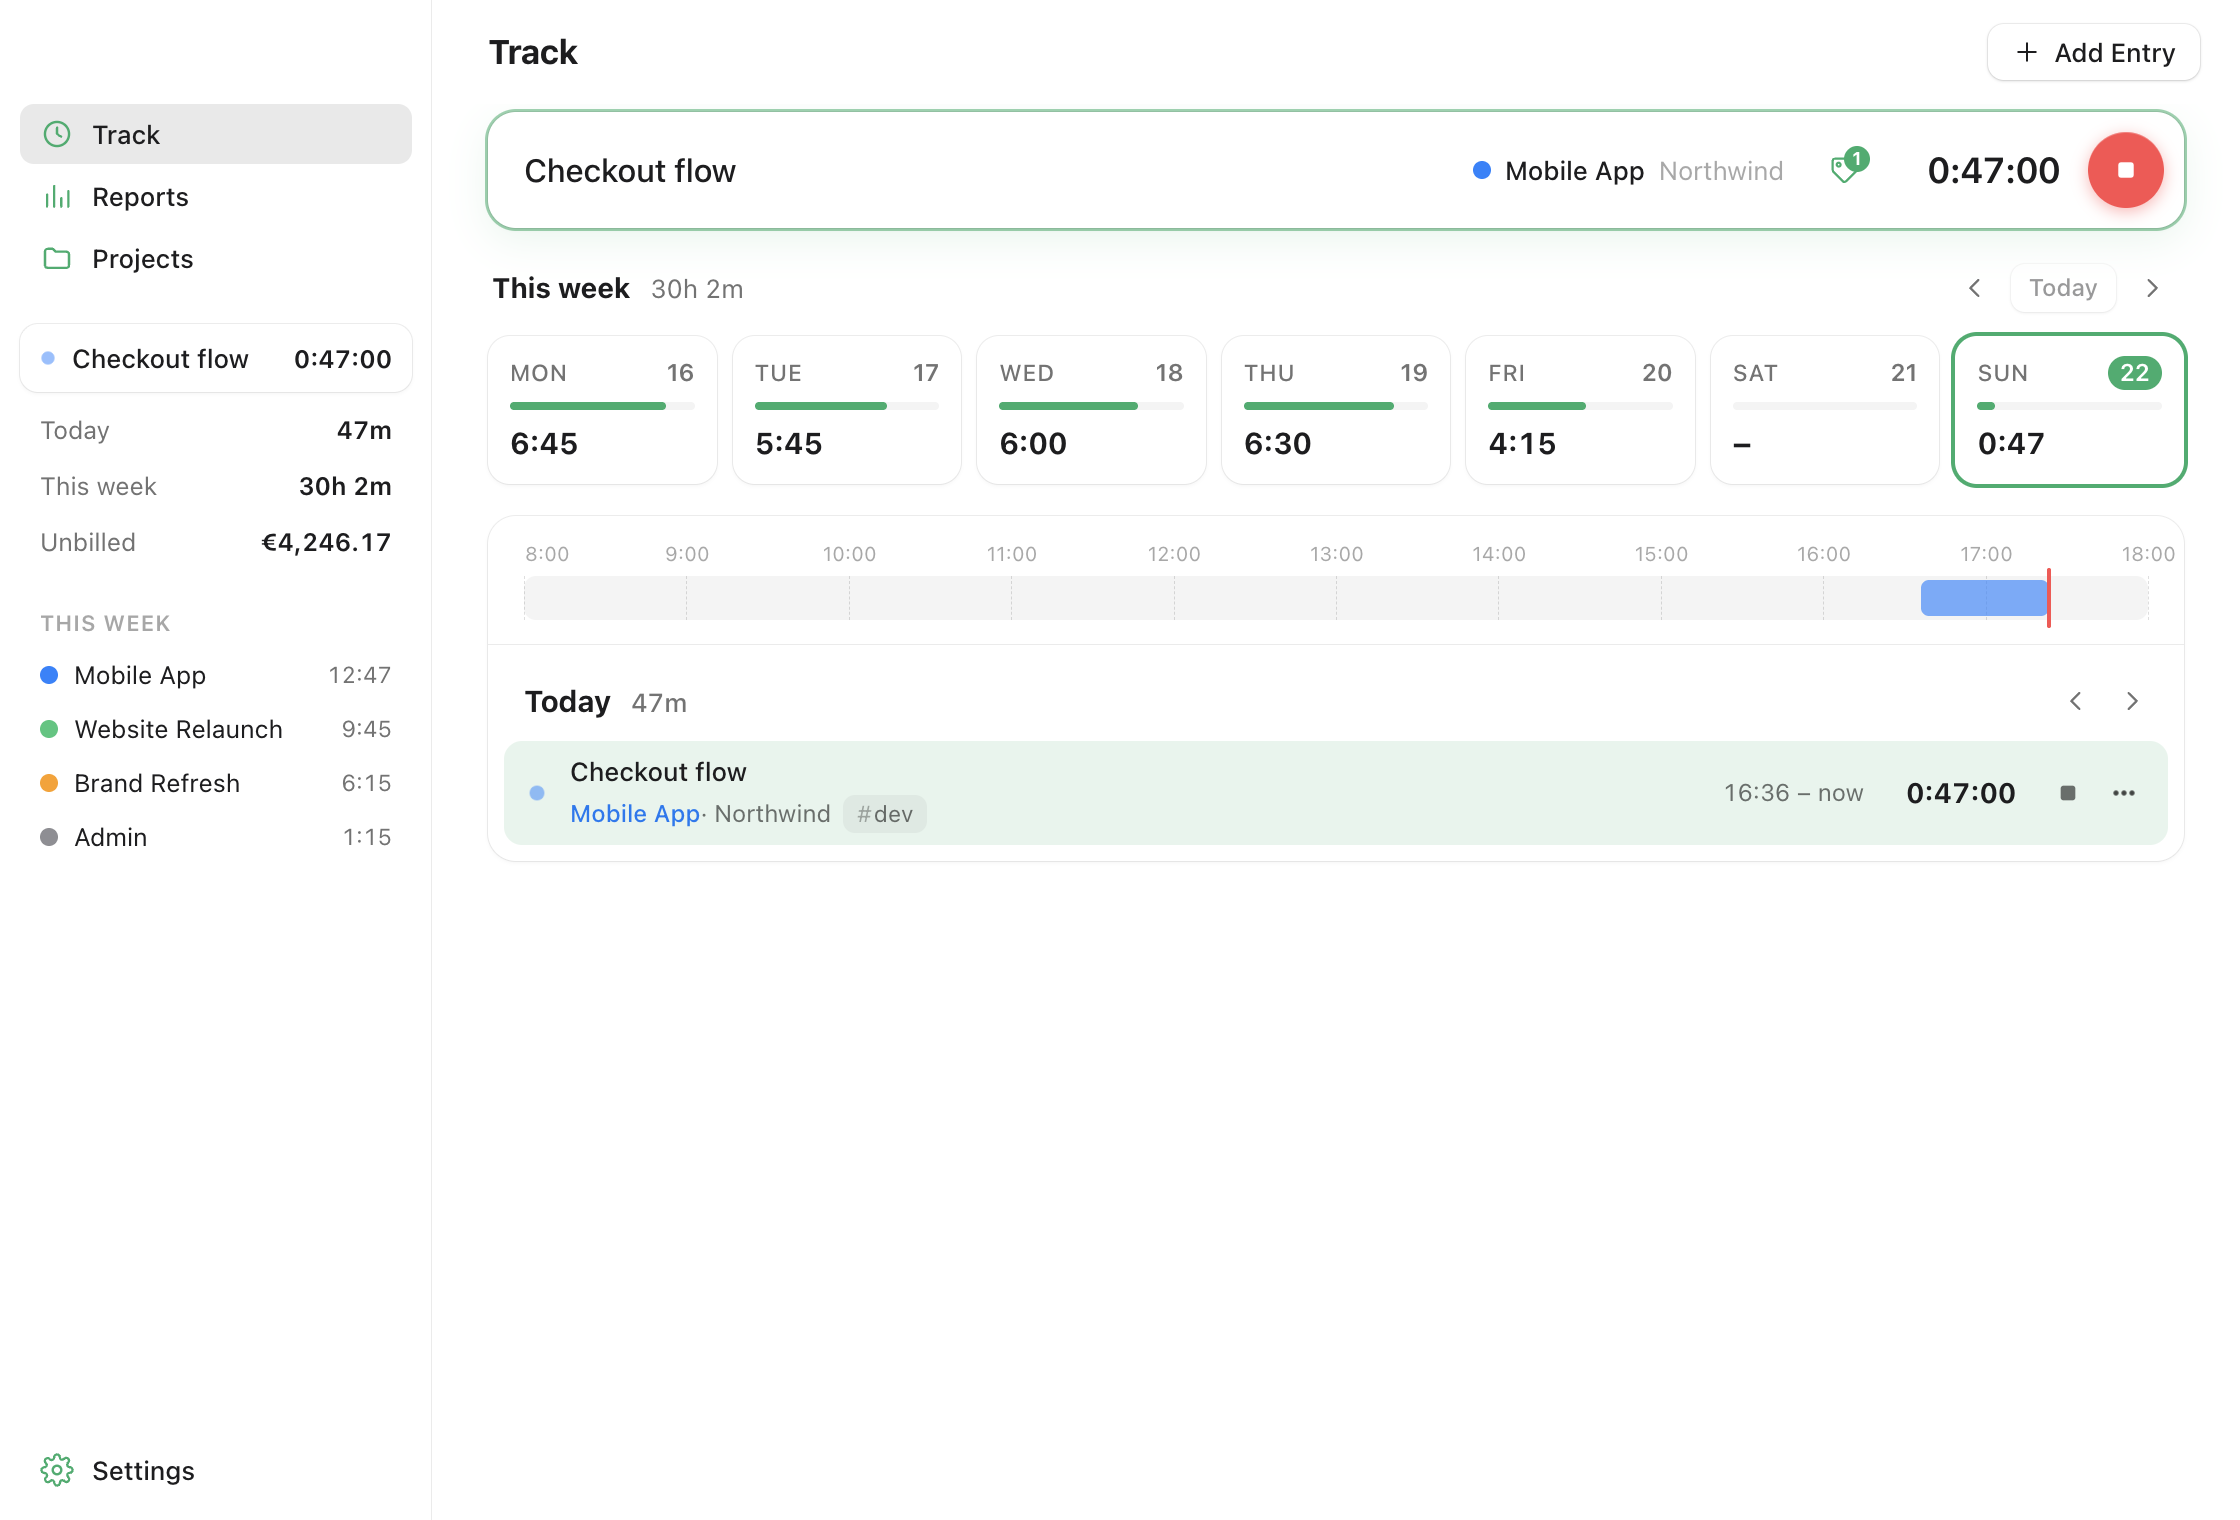 Track
Reports
Projects
Checkout flow 0:47:00
Today 47m
This week 30h 2m
Unbilled €4,246.17
THIS WEEK
Mobile App 12:47
Website Relaunch 9:45
Brand Refresh 6:15
Admin 1:15
Settings
Track
Add Entry
Checkout flow Mobile App Northwind 1 0:47:00
This week 30h 2m Today
MON 16 TUE 17 WED 18 THU 19 FRI 20 SAT 21 SUN 22
6:45 5:45 6:00 6:30 4:15 – 0:47
8:00 9:00 10:00 11:00 12:00 13:00 14:00 15:00 16:00 17:00 18:00
Today 47m
Checkout flow
Mobile App · Northwind #dev
16:36 – now 0:47:00